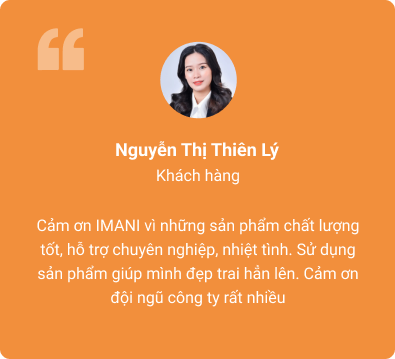 Nguyễn Thị Thiên Lý
Khách hàng
Cảm ơn IMANI vì những sản phẩm chất lượng
tốt, hỗ trợ chuyên nghiệp, nhiệt tình. Sử dụng
sản phẩm giúp mình đẹp trai hẳn lên. Cảm ơn
đội ngũ công ty rất nhiều